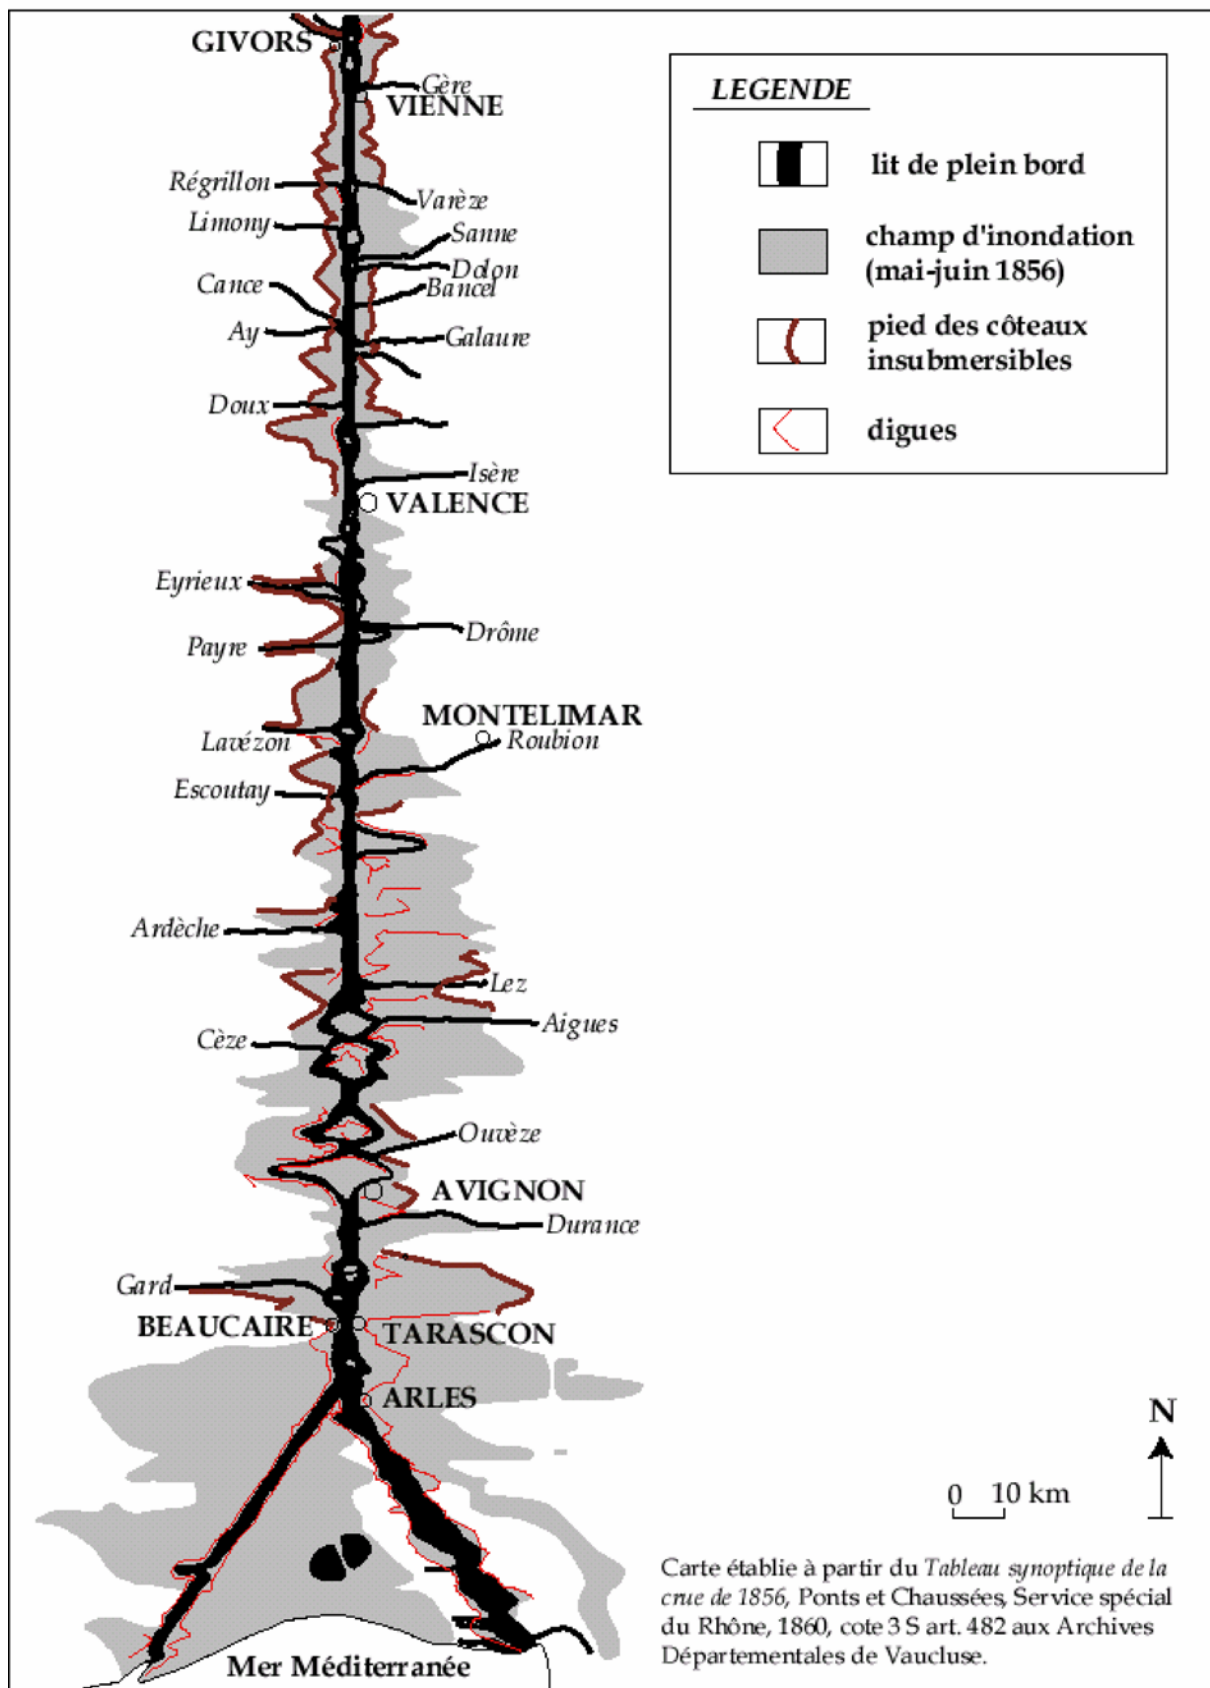 GIVORS
Gère
VIENNE
Régrillon
Varèze
Limony
Sanne
Dolon
Cance
Bancel
Ay
Galaure
Doux
Isère
VALENCE
Eyrieux
Drôme
Payre
MONTELIMAR
Lavézon
Roubion
Escoutay
Ardèche
Lez
Aigues
Cèze
Ouvèze
AVIGNON
Durance
Gard
BEAUCAIRE
TARASCON
ARLES
Mer Méditerranée
LEGENDE
lit de plein bord
champ d'inondation
(mai-juin 1856)
pied des côteaux
insubmersibles
digues
N
0 10 km
Carte établie à partir du Tableau synoptique de la
crue de 1856, Ponts et Chaussées, Service spécial
du Rhône, 1860, cote 3 S art. 482 aux Archives
Départementales de Vaucluse.